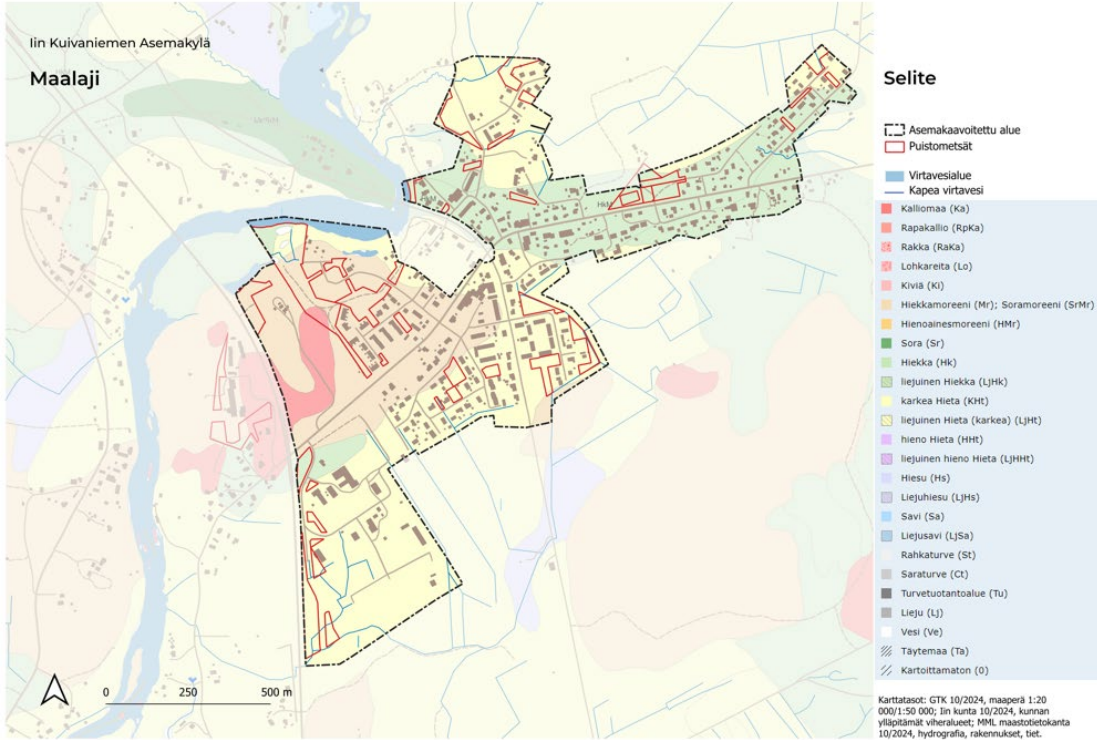 Iin Kuivaniemen Asemakylä
Maalaji
0
250
500 m
Selite
Asemakaavoitettu alue
Puistometsät
Virtavesialue
Kapea virtavesi
Kalliomaa (Ka)
Rapakallio (RpKa)
Rakka (RaKa)
Lohkareita (Lo)
Kiviä (Ki)
Hiekkamoreeni (Mr); Soramoreeni (SrMr)
Hienoainesmoreeni (HMr)
Sora (Sr)
Hiekka (Hk)
liejuinen Hiekka (LjHk)
karkea Hieta (KHt)
liejuinen Hieta (karkea) (LjHt)
hieno Hieta (HHt)
liejuinen hieno Hieta (LjHHt)
Hiesu (Hs)
Liejuhiesu (LjHs)
Savi (Sa)
Liejusavi (LjSa)
Rahkaturve (St)
Saraturve (Ct)
Turvetuotantoalue (Tu)
Lieju (Lj)
Vesi (Ve)
Täytemaa (Ta)
Kartoittamaton (0)
Karttatasot: GTK 10/2024, maaperä 1:20
000/1:50 000; Iin kunta 10/2024, kunnan
ylläpitämät viheralueet; MML maastotietokanta
10/2024, hydrografia, rakennukset, tiet.